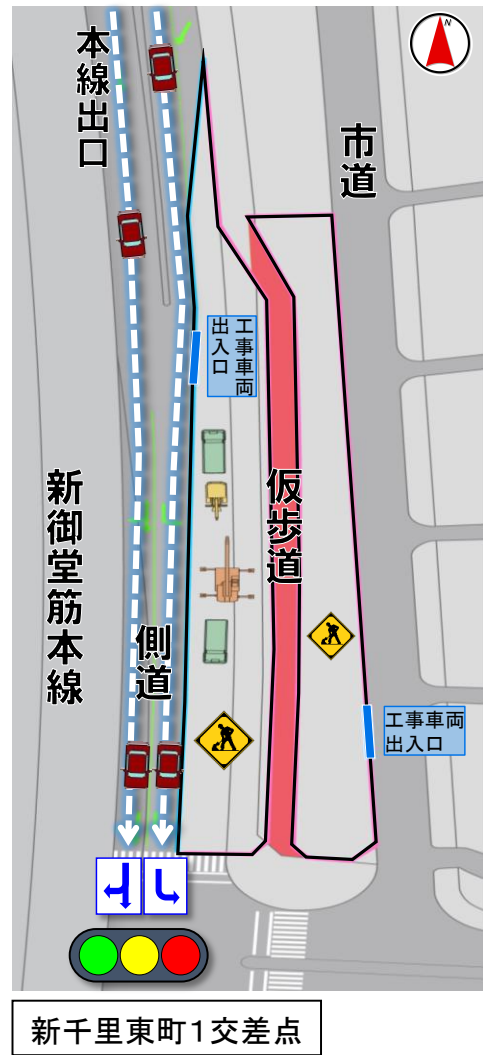 N
本線出口
市道
工事車両
出入口
仮歩道
新御堂筋本線
側道
工事車両
出入口
新千里東町1交差点